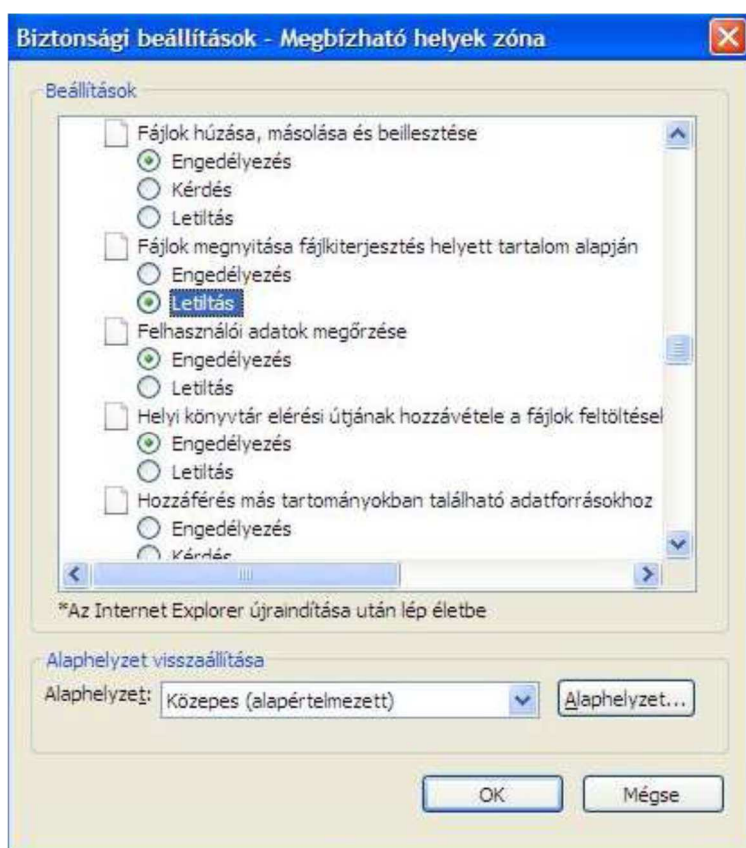 Biztonsági beállítások - Megbízható helyek zóna
Beállítások
Fájlok húzása, másolása és beillesztése
Engedélyezés
Kérdés
Letiltás
Fájlok megnyitása fájlkiterjesztés helyett tartalom alapján
Engedélyezés
Letiltás
Felhasználói adatok megőrzése
Engedélyezés
Letiltás
Helyi könyvtár elérési útjának hozzávétele a fájlok feltöltésel
Engedélyezés
Letiltás
Hozzáférés más tartományokban található adatforrásokhoz
Engedélyezés
Kérdés
*Az Internet Explorer újraindítása után lép életbe
Alaphelyzet visszaállítása
Alaphelyzet: Közepes (alapértelmezett) Alaphelyzet...
OK Mégse